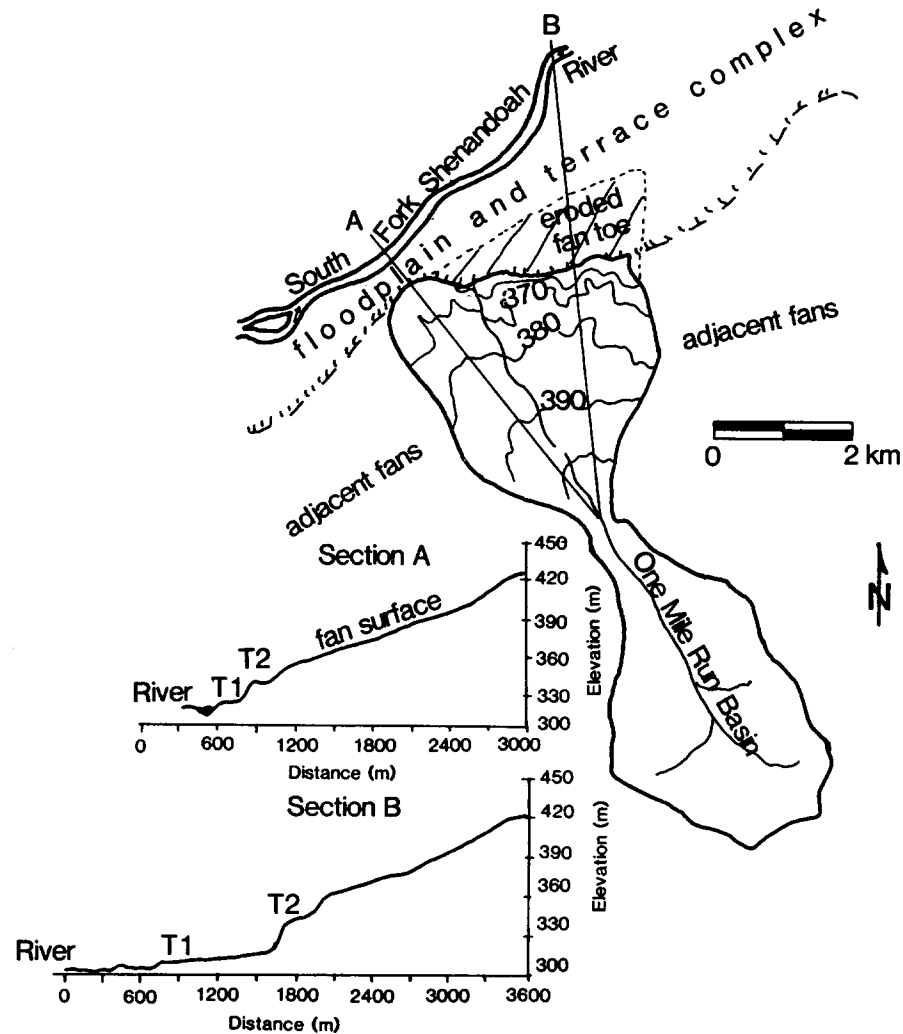 B
River
South Fork Shenandoah
A
floodplain and terrace complex
eroded
fan toe
370
380
390
adjacent fans
adjacent fans
0 2 km
N
One Mile Run Basin
Section A
fan surface
T2
T1
River
450
420
390
360
330
300
Elevation (m)
0 600 1200 1800 2400 3000
Distance (m)
Section B
T2
T1
River
450
420
390
360
330
300
Elevation (m)
0 600 1200 1800 2400 3000 3600
Distance (m)